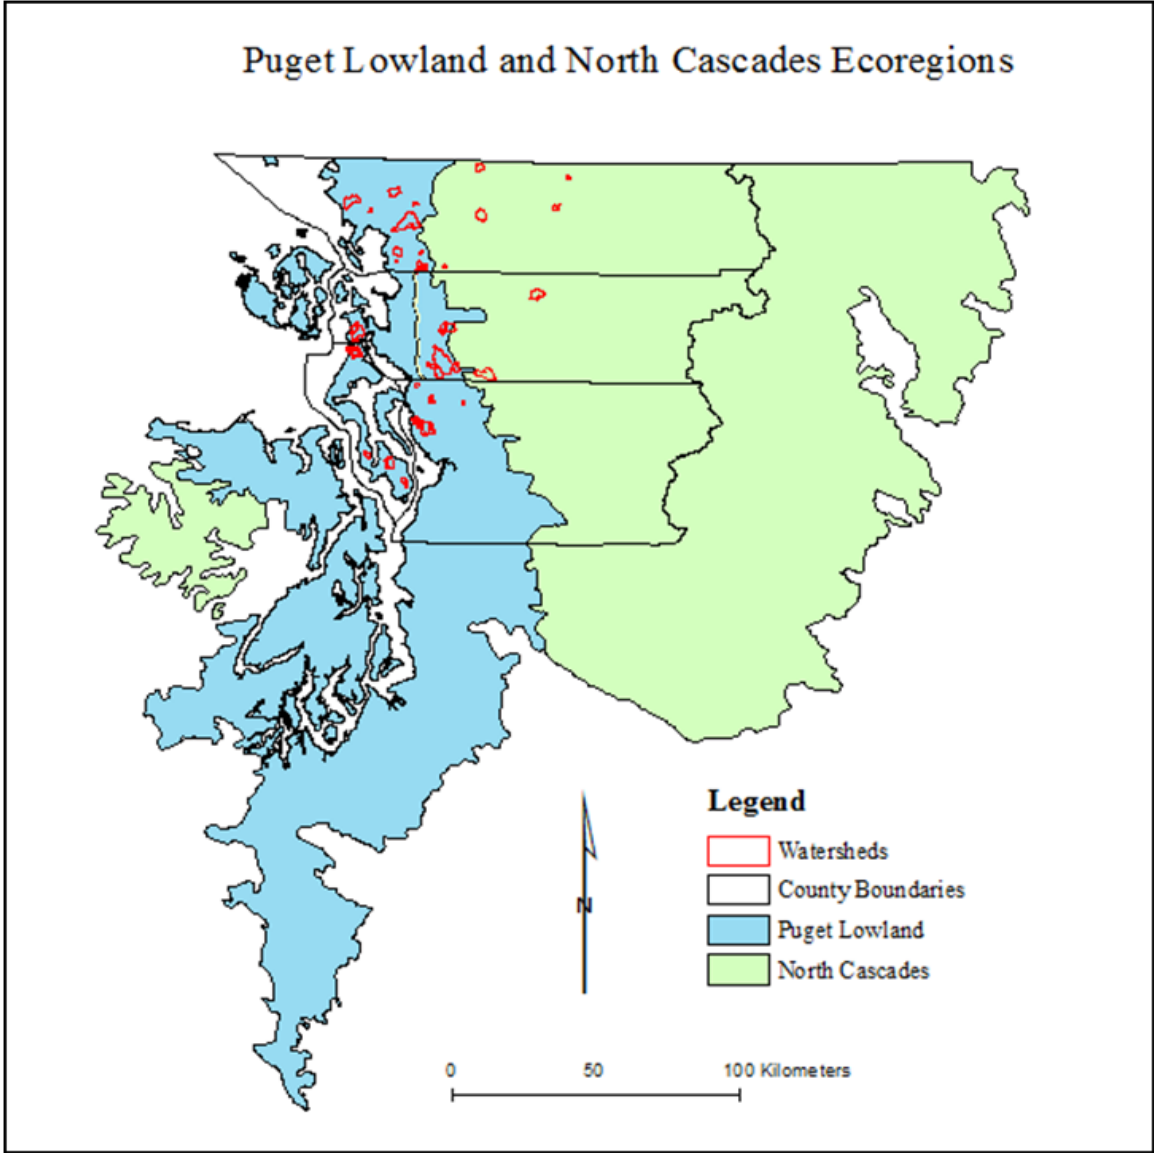 Puget Lowland and North Cascades Ecoregions
Legend
Watersheds
County Boundaries
Puget Lowland
North Cascades
N
0 50 100 Kilometers